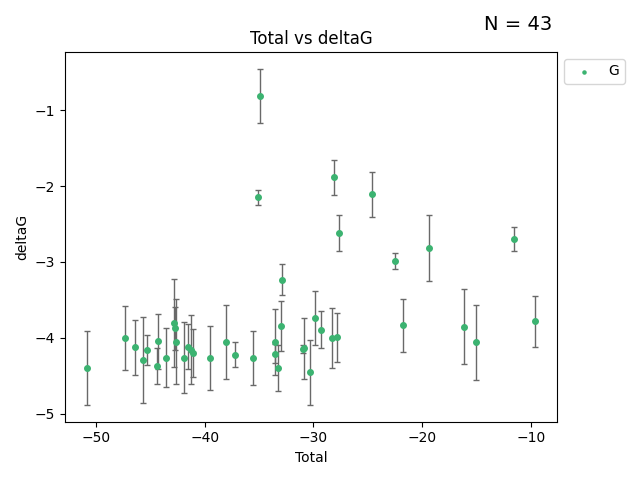 N = 43
Total vs deltaG
G
deltaG
−1
−2
−3
−4
−5
−50 −40 −30 −20 −10
Total